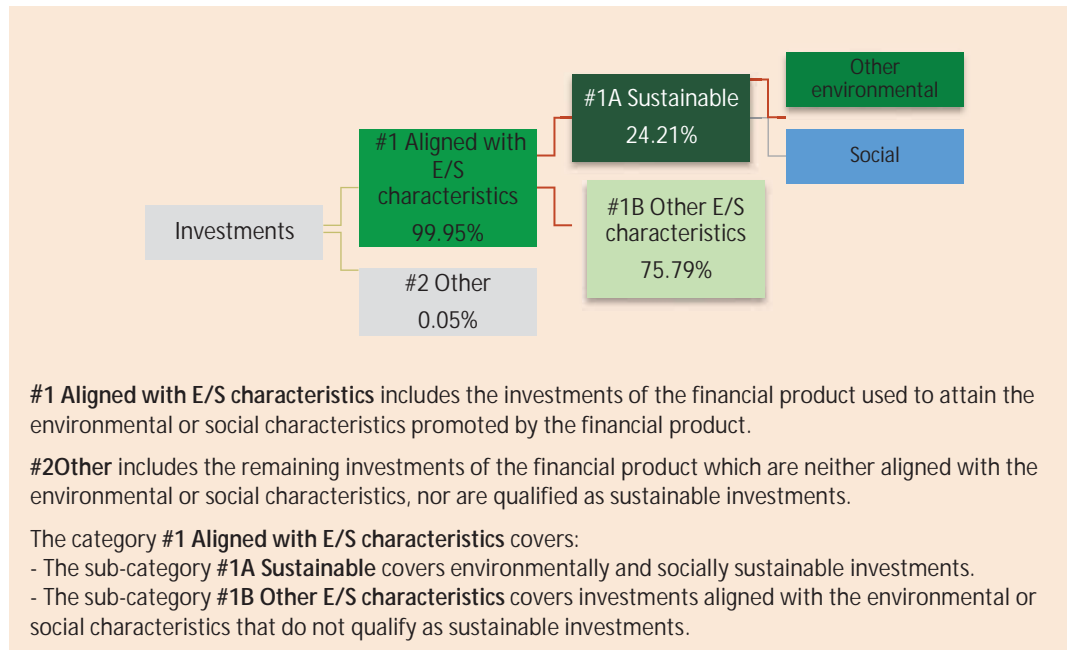 Other
environmental
#1A Sustainable
24.21%
Social
#1 Aligned with
E/S
characteristics
99.95%
#1B Other E/S
characteristics
75.79%
Investments
#2 Other
0.05%
#1 Aligned with E/S characteristics includes the investments of the financial product used to attain the
environmental or social characteristics promoted by the financial product.
#2Other includes the remaining investments of the financial product which are neither aligned with the
environmental or social characteristics, nor are qualified as sustainable investments.
The category #1 Aligned with E/S characteristics covers:
- The sub-category #1A Sustainable covers environmentally and socially sustainable investments.
- The sub-category #1B Other E/S characteristics covers investments aligned with the environmental or
social characteristics that do not qualify as sustainable investments.